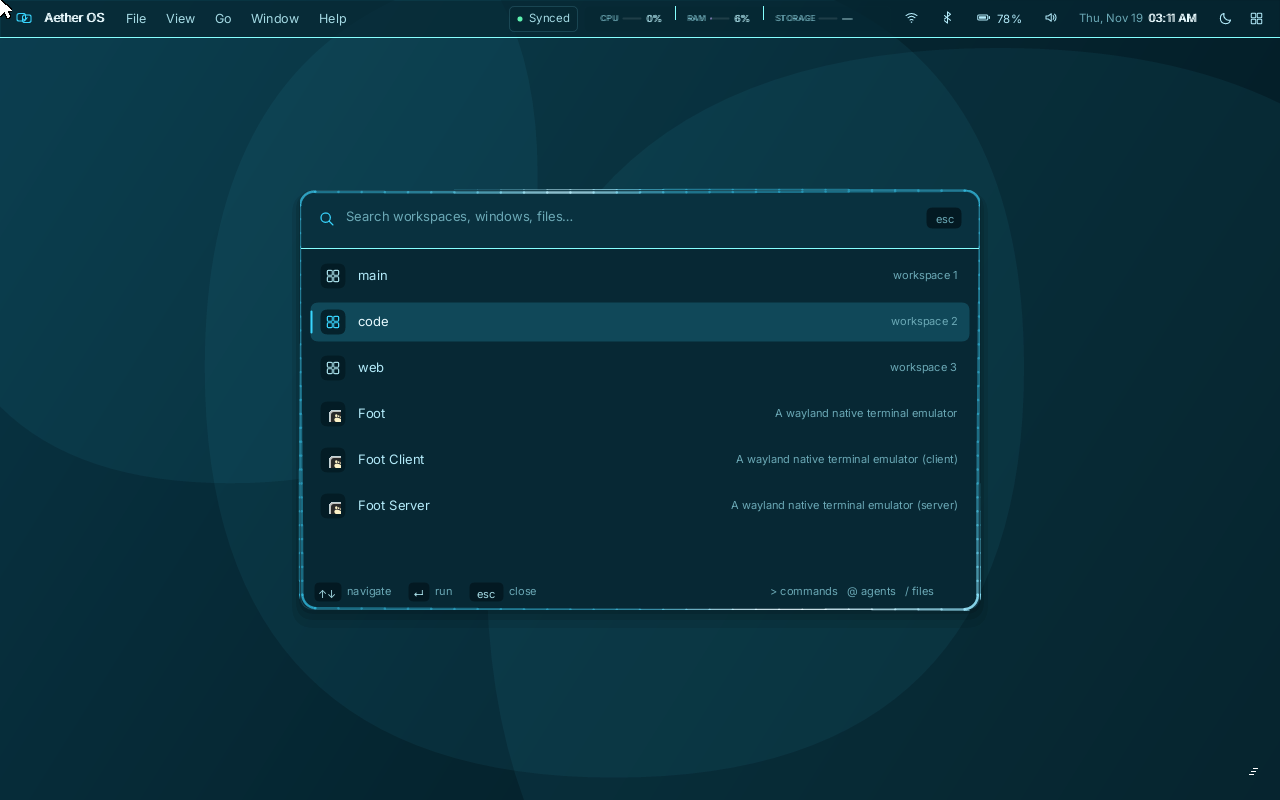 Aether OS File View Go Window Help Synced CPU 0% RAM 6% STORAGE — 78% Thu, Nov 19 03:11 AM
Search workspaces, windows, files... esc
main workspace 1
code workspace 2
web workspace 3
Foot A wayland native terminal emulator
Foot Client A wayland native terminal emulator (client)
Foot Server A wayland native terminal emulator (server)
↑↓ navigate ↵ run esc close > commands @ agents / files